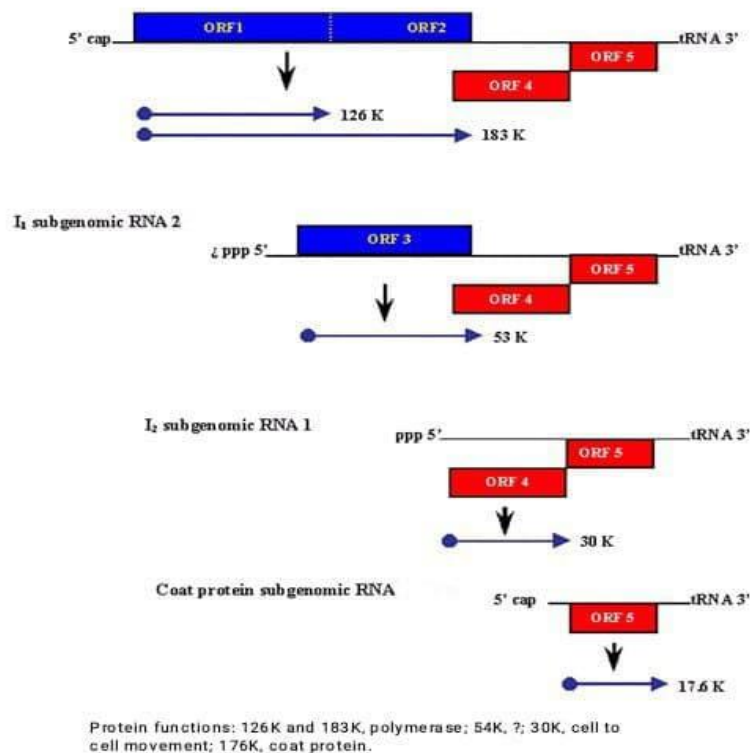 ORF1 ORF2
5' cap tRNA 3'
ORF 5
ORF 4
126 K
183 K
I₁ subgenomic RNA 2
ORF 3
¿ ppp 5' tRNA 3'
ORF 5
ORF 4
53 K
I₂ subgenomic RNA 1
ppp 5' tRNA 3'
ORF 5
ORF 4
30 K
Coat protein subgenomic RNA
5' cap tRNA 3'
ORF 5
17.6 K
Protein functions: 126K and 183K, polymerase; 54K, ?; 30K, cell to
cell movement; 176K, coat protein.